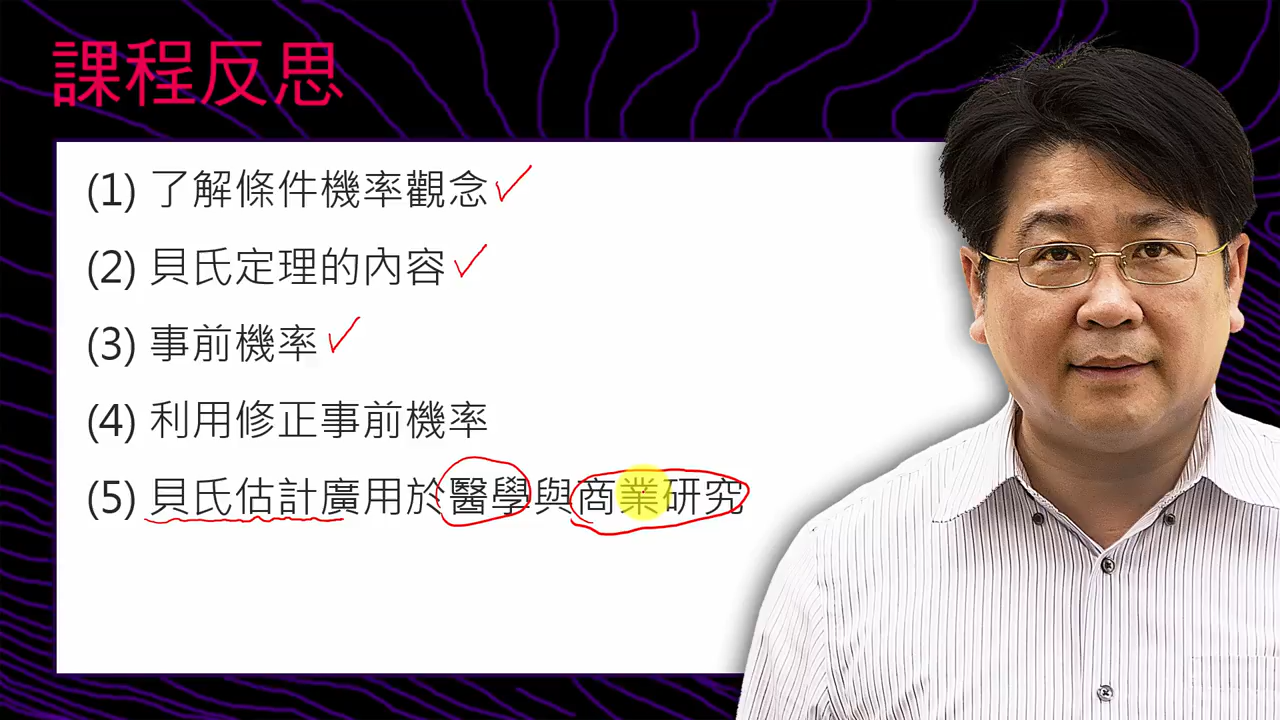 課程反思
(1) 了解條件機率觀念
(2) 貝氏定理的內容
(3) 事前機率
(4) 利用修正事前機率
(5) 貝氏估計廣用於醫學與商業研究